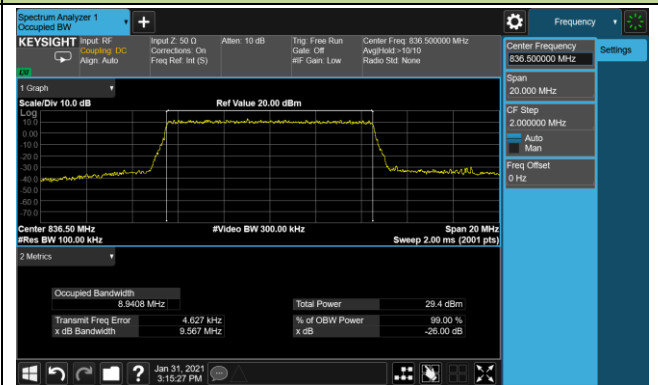 Spectrum Analyzer 1
Occupied BW
+
Frequency
KEYSIGHT
Input: RF
Coupling: DC
Align: Auto
Input Z: 50 Ω
Corrections: On
Freq Ref: Int (S)
Atten: 10 dB
Trig: Free Run
Gate: Off
#IF Gain: Low
Center Freq: 836.500000 MHz
Avg|Hold:>10/10
Radio Std: None
Center Frequency
836.500000 MHz
Settings
Span
20.000 MHz
CF Step
2.000000 MHz
Auto
Man
Freq Offset
0 Hz
1 Graph
Scale/Div 10.0 dB
Ref Value 20.00 dBm
Log
10.0
0.00
-10.0
-20.0
-30.0
-40.0
-50.0
-60.0
-70.0
Center 836.50 MHz
#Video BW 300.00 kHz
Span 20 MHz
#Res BW 100.00 kHz
Sweep 2.00 ms (2001 pts)
2 Metrics
Occupied Bandwidth
8.9408 MHz
Total Power 29.4 dBm
Transmit Freq Error 4.627 kHz
% of OBW Power 99.00 %
x dB Bandwidth 9.567 MHz
x dB -26.00 dB
?
Jan 31, 2021
3:15:27 PM